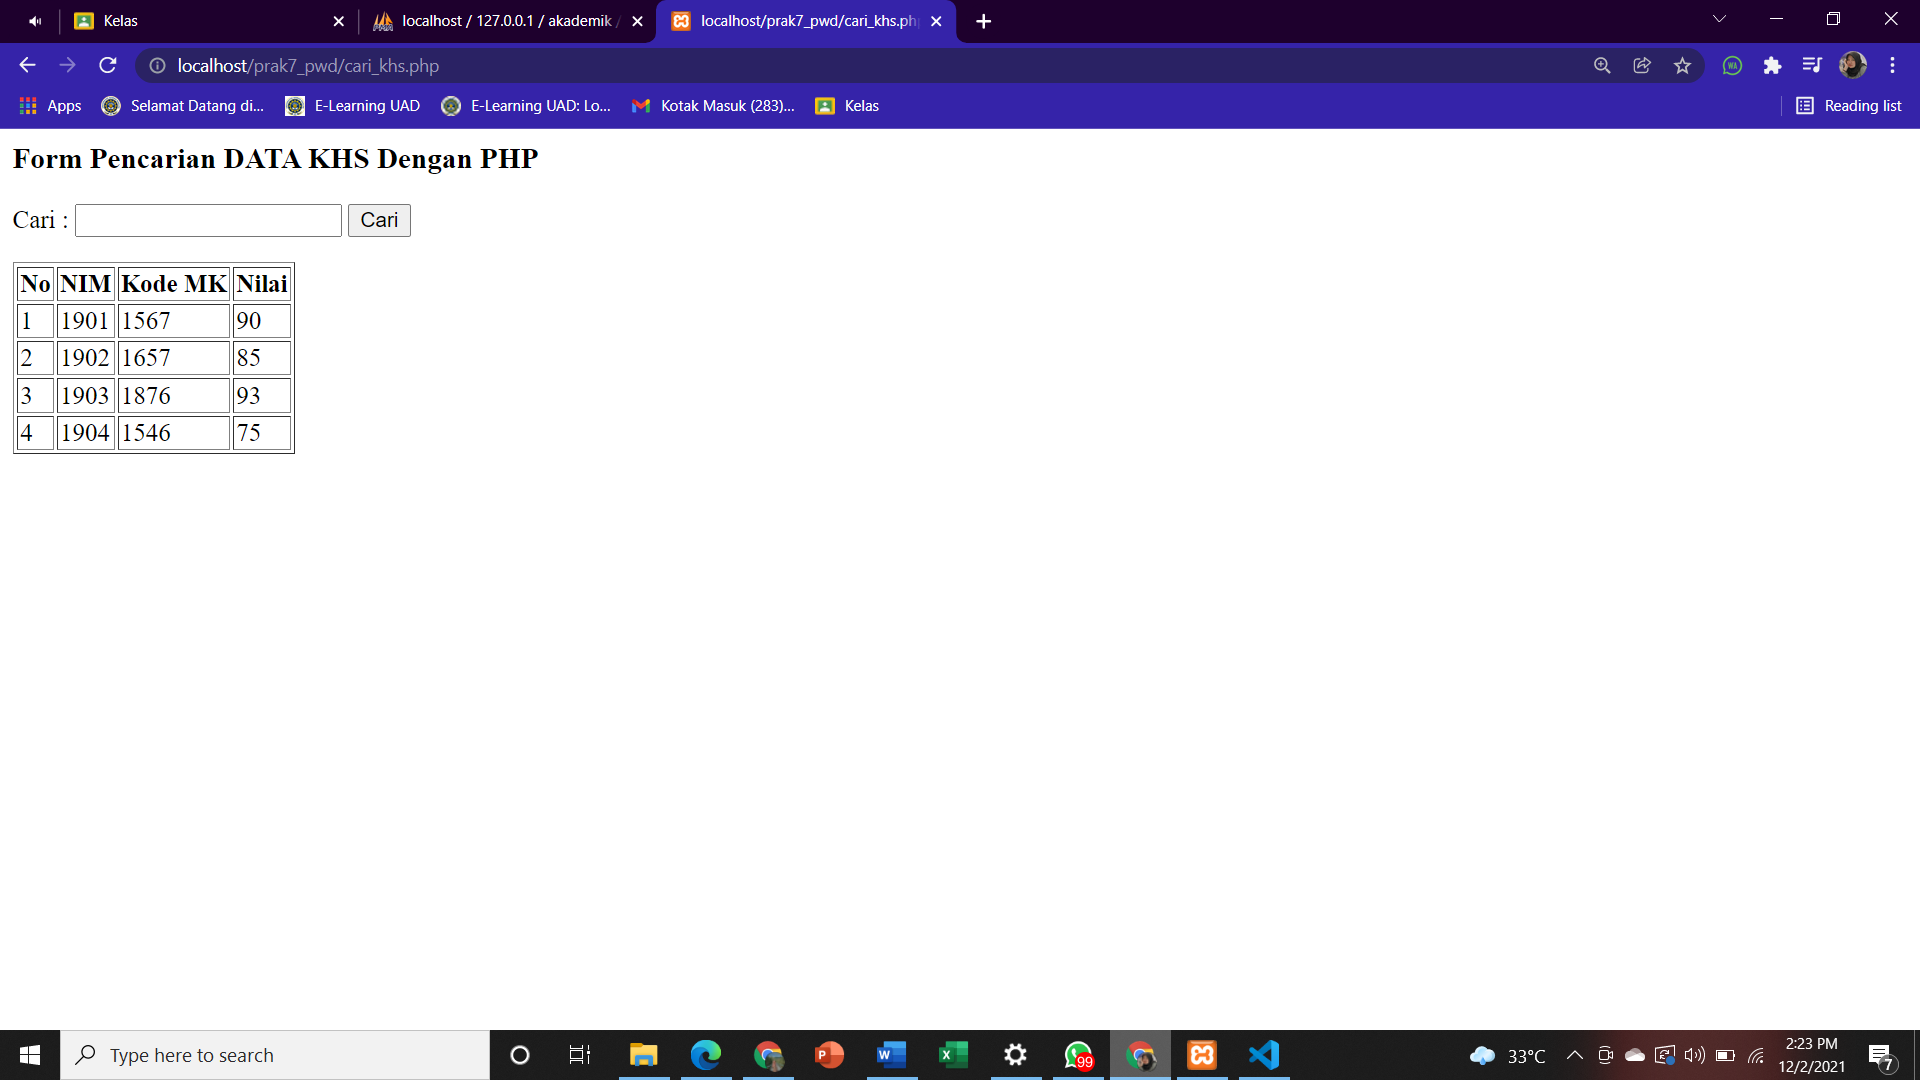 Kelas
localhost / 127.0.0.1 / akademik /
localhost/prak7_pwd/cari_khs.ph
localhost/prak7_pwd/cari_khs.php
Apps
Selamat Datang di...
E-Learning UAD
E-Learning UAD: Lo...
Kotak Masuk (283)...
Kelas
Reading list
Form Pencarian DATA KHS Dengan PHP
Cari : Cari
No NIM Kode MK Nilai
1 1901 1567 90
2 1902 1657 85
3 1903 1876 93
4 1904 1546 75
Type here to search
99
33°C
2:23 PM
12/2/2021
7